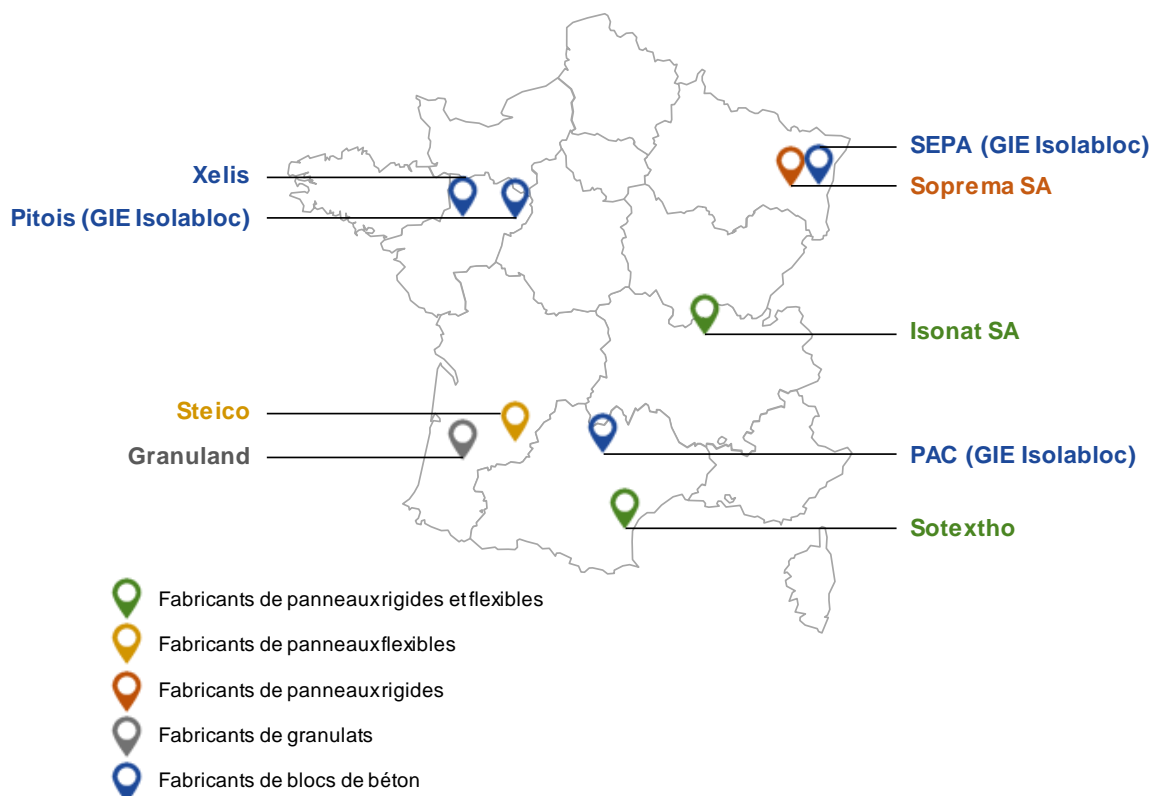 SEPA (GIE Isolabloc)
Xelis
Soprema SA
Pitois (GIE Isolabloc)
Isonat SA
Steico
Granuland
PAC (GIE Isolabloc)
Sotextho
Fabricants de panneaux rigides et flexibles
Fabricants de panneaux flexibles
Fabricants de panneaux rigides
Fabricants de granulats
Fabricants de blocs de béton